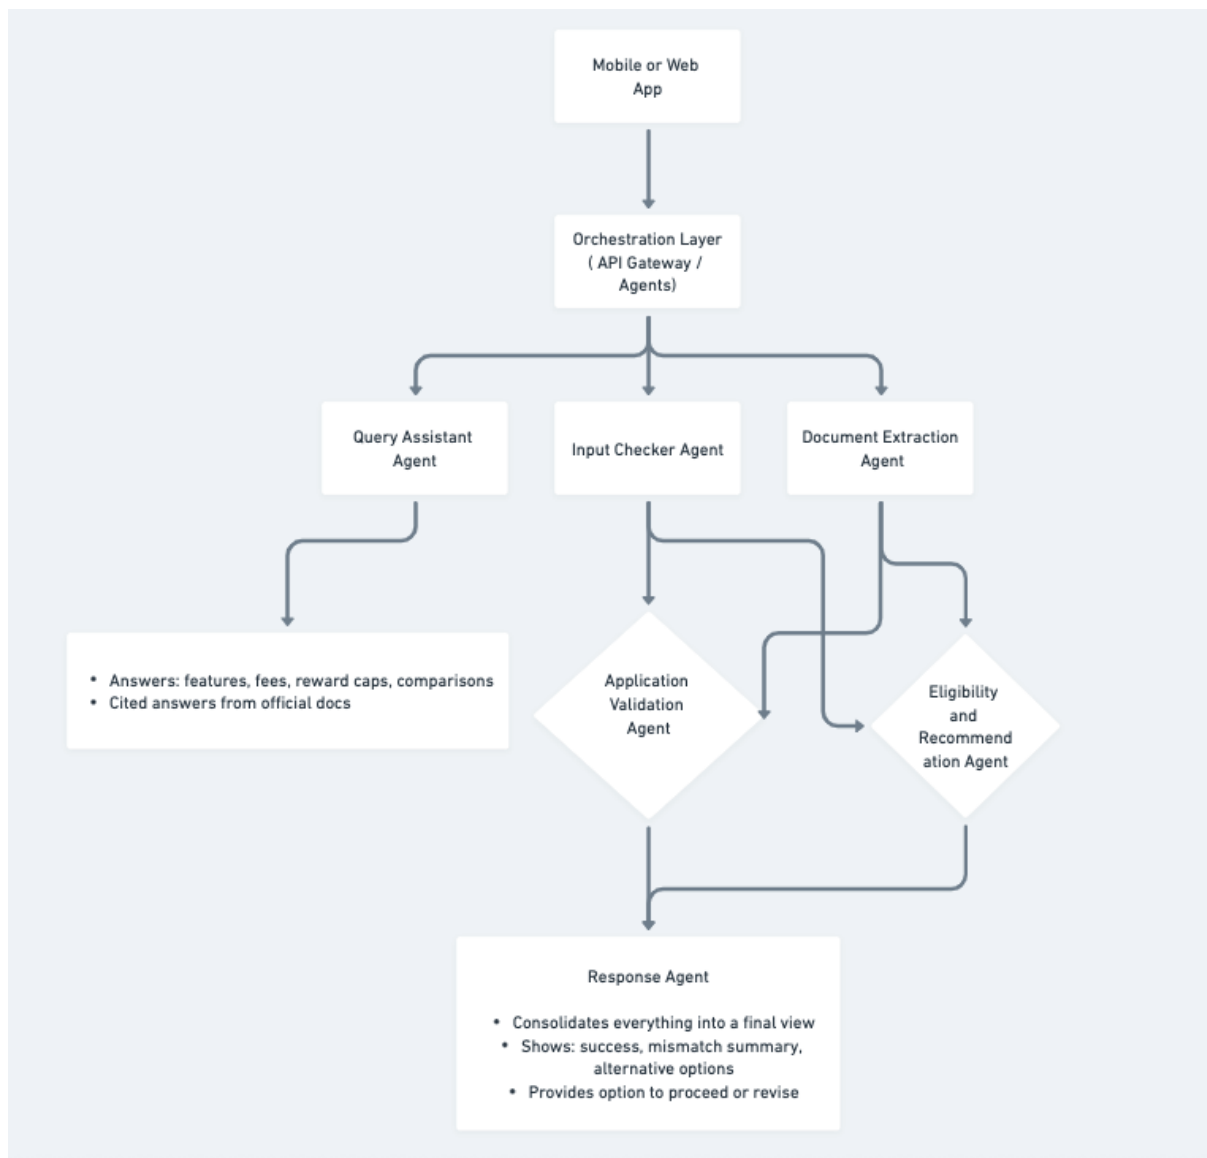 Mobile or Web
App
Orchestration Layer
( API Gateway /
Agents)
Query Assistant
Agent
Input Checker Agent
Document Extraction
Agent
• Answers: features, fees, reward caps, comparisons
• Cited answers from official docs
Application
Validation
Agent
Eligibility
and
Recommend
ation Agent
Response Agent
• Consolidates everything into a final view
• Shows: success, mismatch summary,
alternative options
• Provides option to proceed or revise